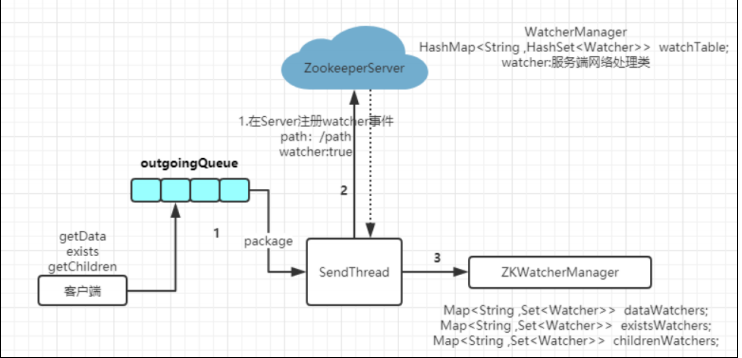 WatcherManager
HashMap<String ,HashSet<Watcher>> watchTable;
watcher:服务端网络处理类
ZookeeperServer
1.在Server注册watcher事件
path: /path
watcher:true
outgoingQueue
2
1
package
getData
exists
getChildren
客户端
SendThread
3
ZKWatcherManager
Map<String ,Set<Watcher>> dataWatchers;
Map<String ,Set<Watcher>> existsWatchers;
Map<String ,Set<Watcher>> childrenWatchers;